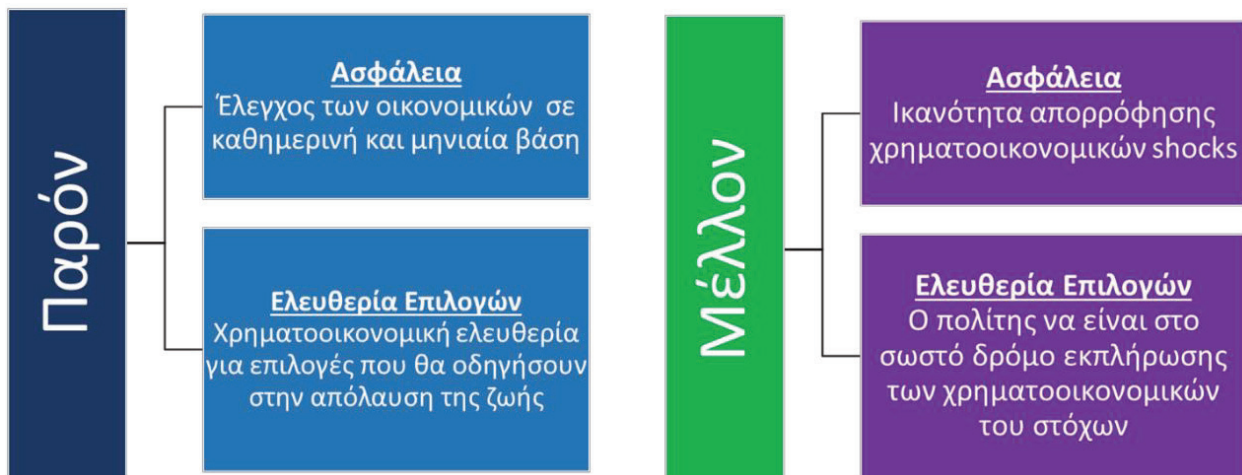 Παρόν
Ασφάλεια
Έλεγχος των οικονομικών σε
καθημερινή και μηνιαία βάση
Ελευθερία Επιλογών
Χρηματοοικονομική ελευθερία
για επιλογές που θα οδηγήσουν
στην απόλαυση της ζωής
Μέλλον
Ασφάλεια
Ικανότητα απορρόφησης
χρηματοοικονομικών shocks
Ελευθερία Επιλογών
Ο πολίτης να είναι στο
σωστό δρόμο εκπλήρωσης
των χρηματοοικονομικών
του στόχων